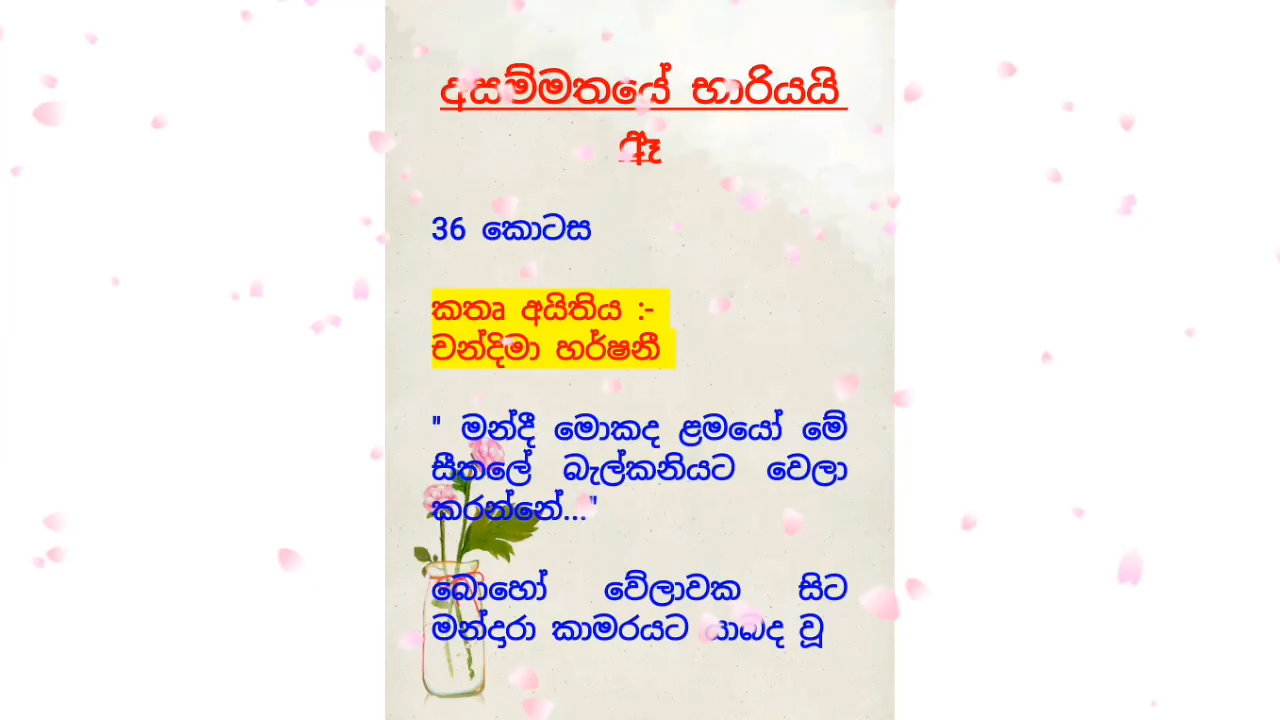 අසම්මතයේ භාරියයි
ඈ
36 කොටස
කතෘ අයිතිය :-
චන්දිමා හර්ෂනී
" මන්දී මොකද ළමයෝ මේ
සීතලේ බැල්කනියට වෙලා
කරන්නේ..."
බොහෝ වේලාවක සිට
මන්දාරා කාමරයට යාබද වූ